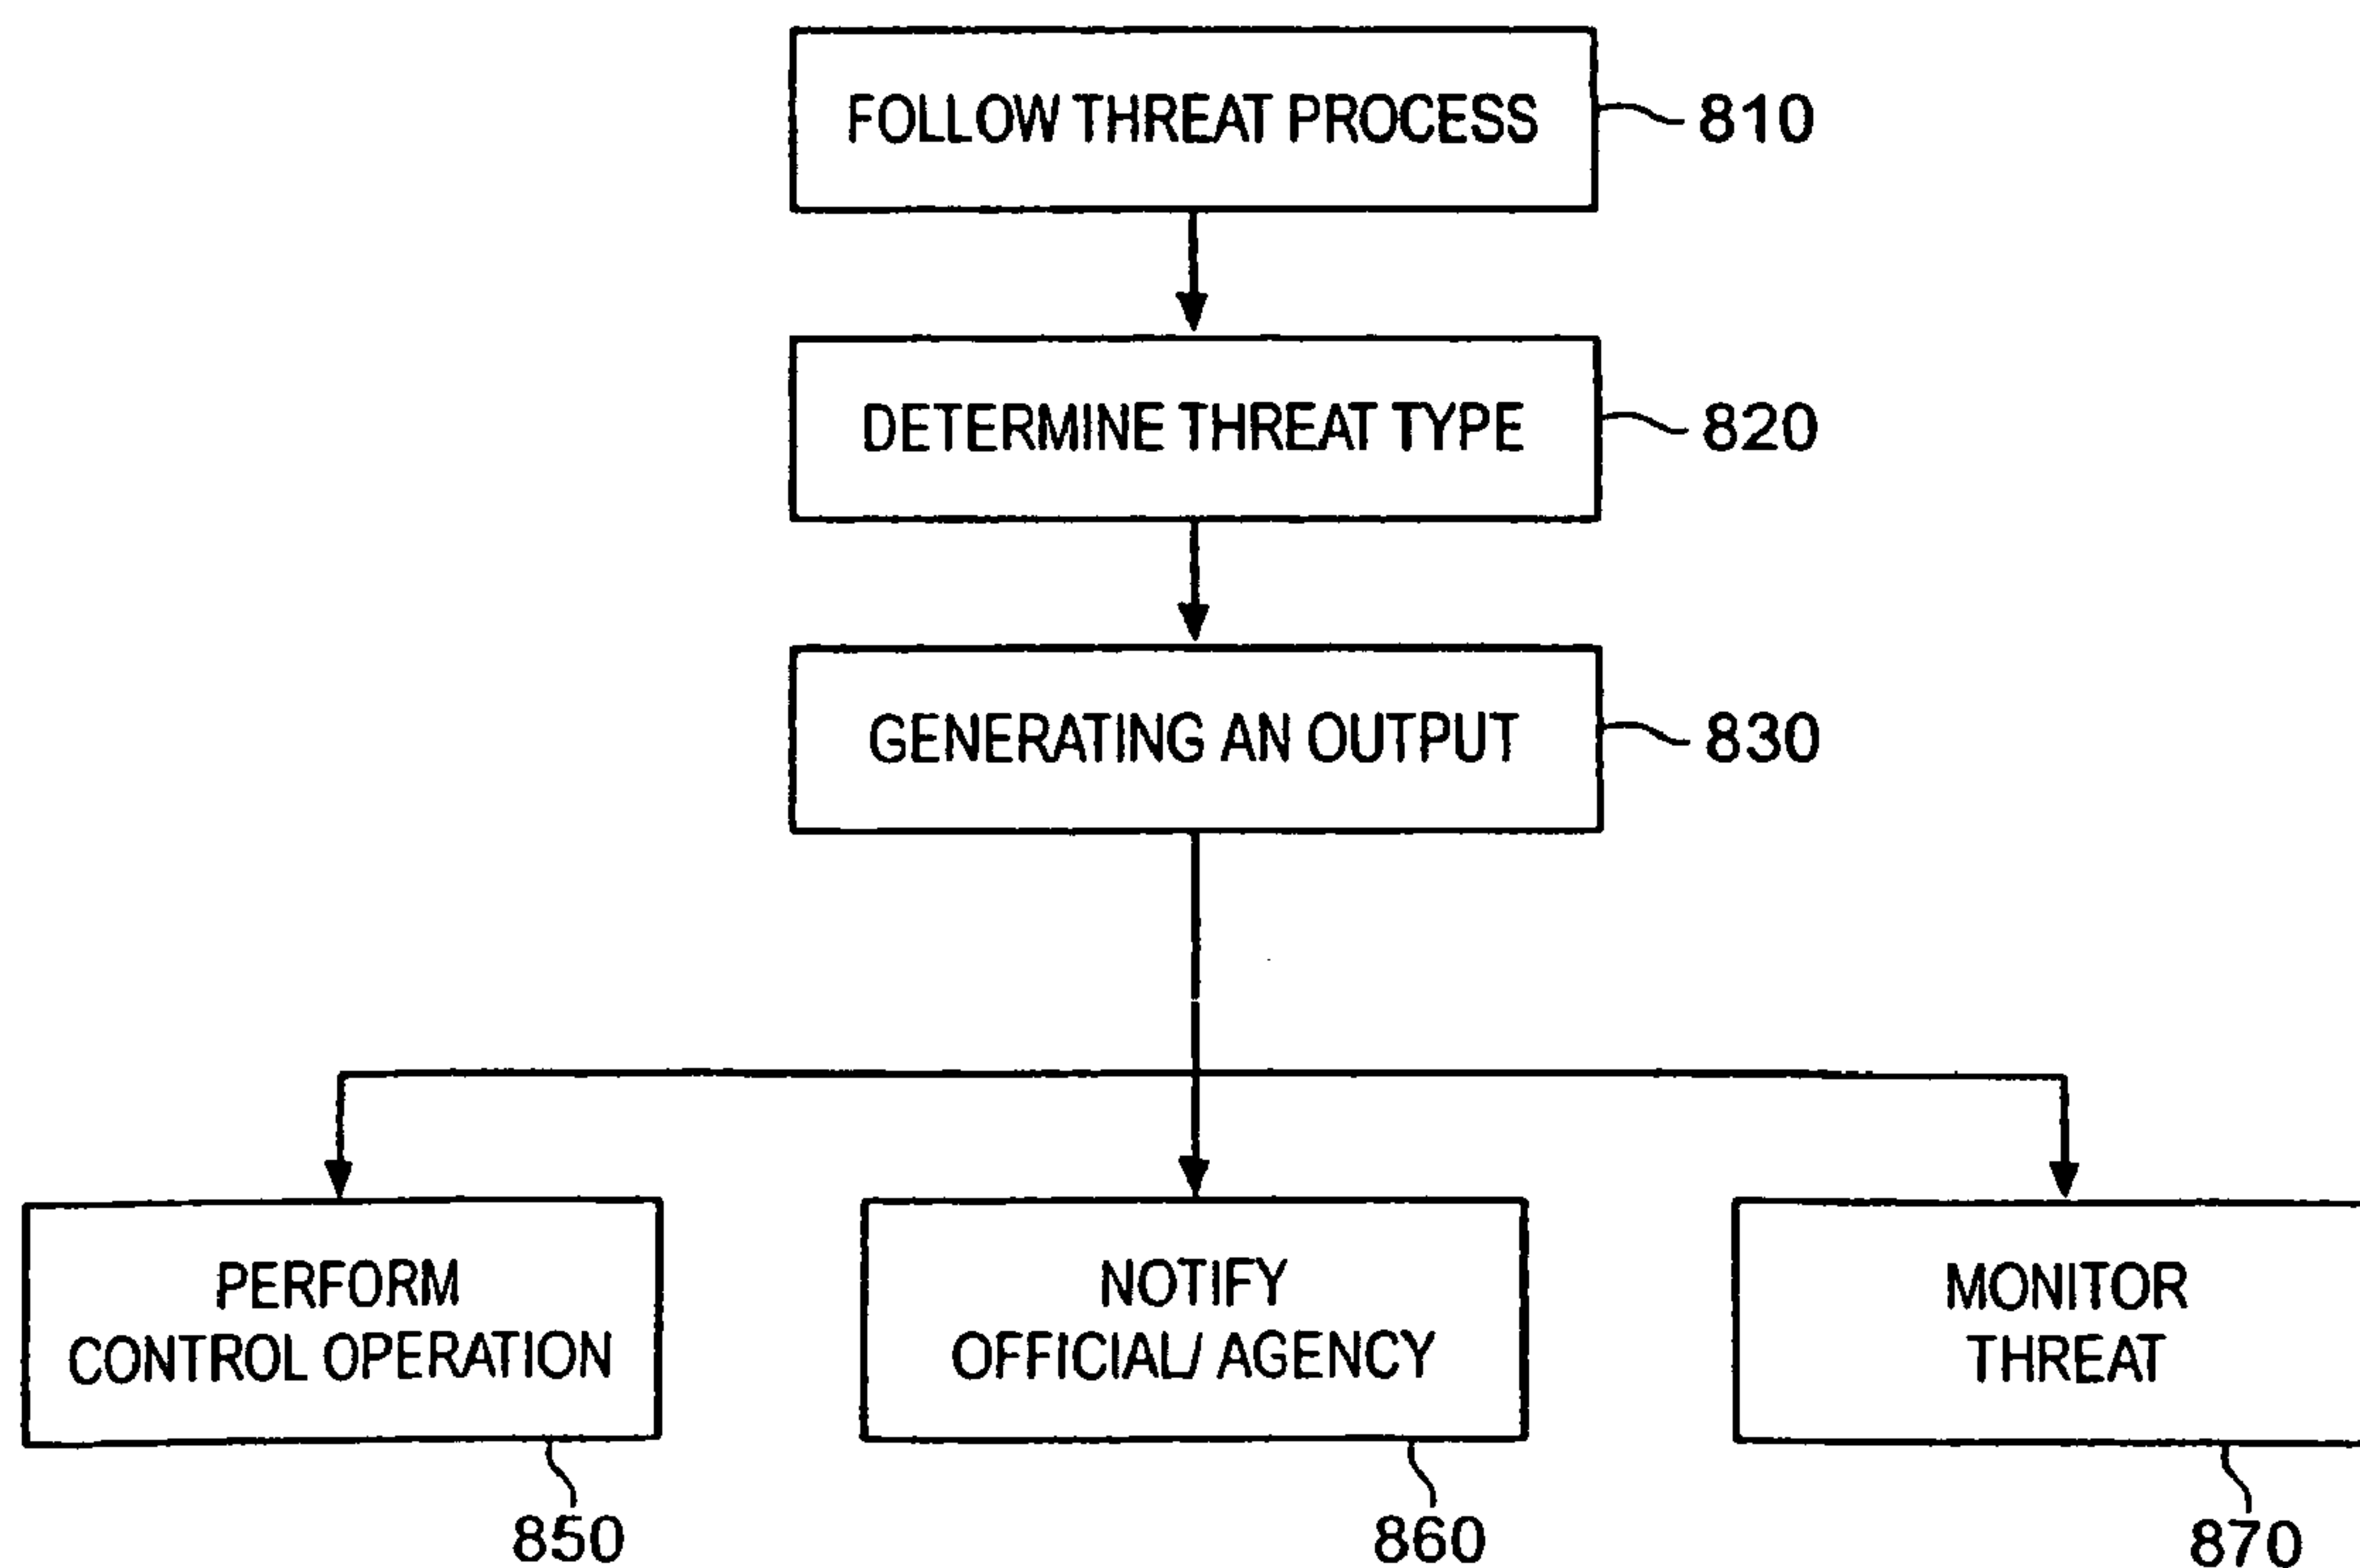 FOLLOW THREAT PROCESS
810
DETERMINE THREAT TYPE
820
GENERATING AN OUTPUT
830
PERFORM
CONTROL OPERATION
850
NOTIFY
OFFICIAL/ AGENCY
860
MONITOR
THREAT
870